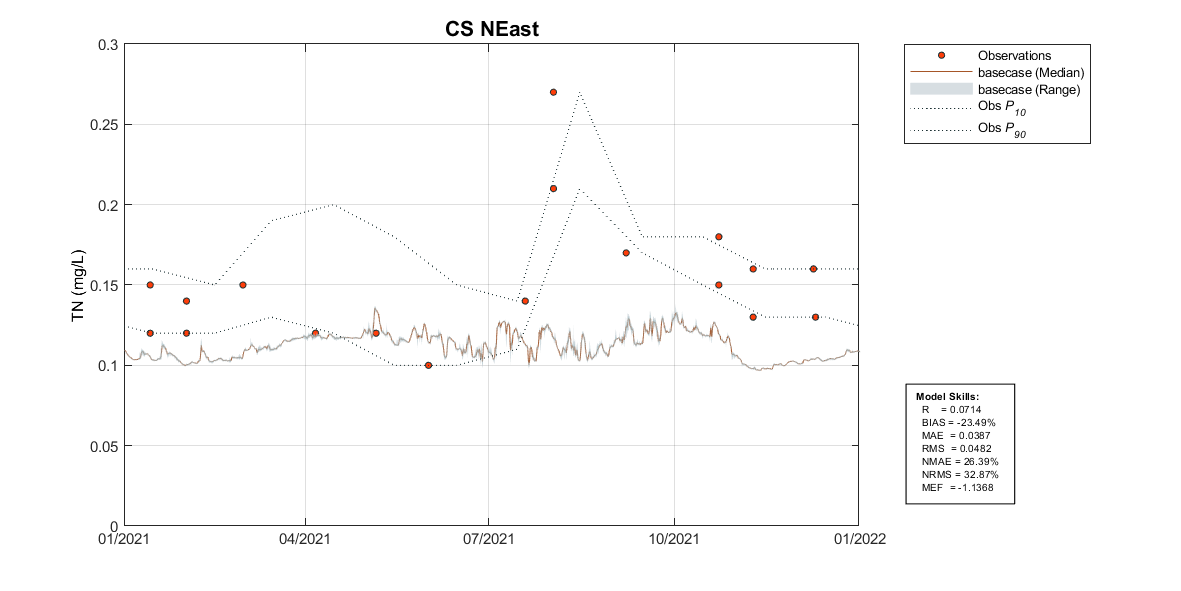 CS NEast
0.3
0.25
0.2
0.15
0.1
0.05
0
TN (mg/L)
01/2021
04/2021
07/2021
10/2021
01/2022
Observations
basecase (Median)
basecase (Range)
Obs P10
Obs P90
Model Skills:
R = 0.0714
BIAS = -23.49%
MAE = 0.0387
RMS = 0.0482
NMAE = 26.39%
NRMS = 32.87%
MEF = -1.1368